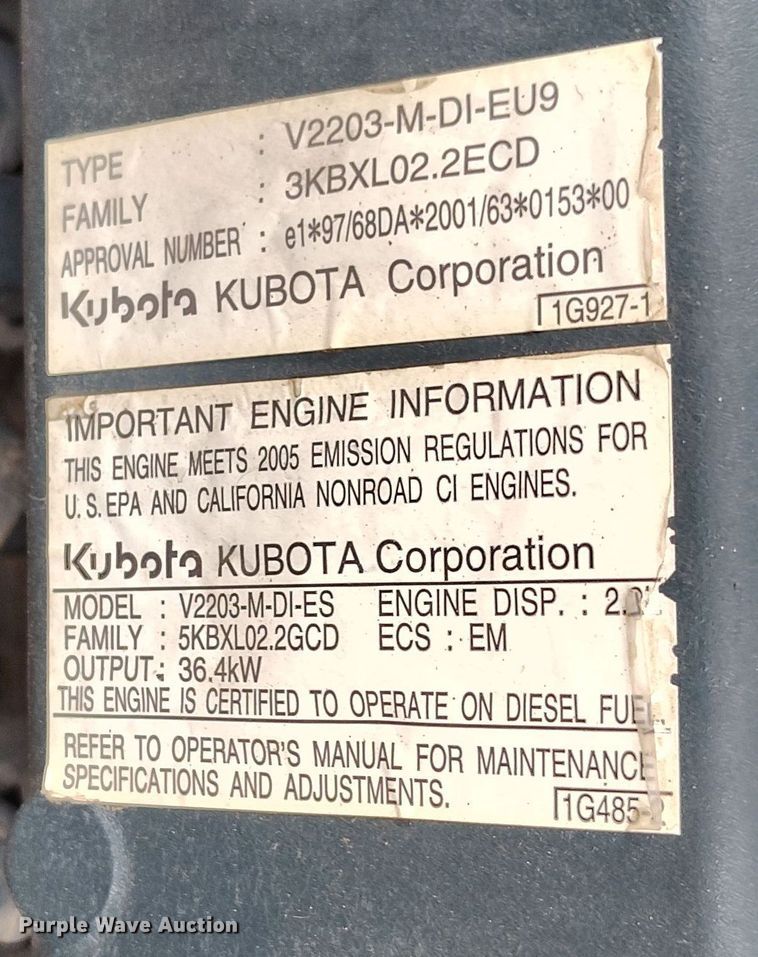 TYPE : V2203-M-DI-EU9
FAMILY : 3KBXL02.2ECD
APPROVAL NUMBER : e1*97/68DA*2001/63*0153*00
Kubota KUBOTA Corporation
1G927-1
IMPORTANT ENGINE INFORMATION
THIS ENGINE MEETS 2005 EMISSION REGULATIONS FOR
U.S.EPA AND CALIFORNIA NONROAD CI ENGINES.
Kubota KUBOTA Corporation
MODEL : V2203-M-DI-ES ENGINE DISP. :
FAMILY : 5KBXL02.2GCD ECS : EM
OUTPUT: 36.4kW
THIS ENGINE IS CERTIFIED TO OPERATE ON DIESEL FUEL.
REFER TO OPERATOR'S MANUAL FOR MAINTENANCE
SPECIFICATIONS AND ADJUSTMENTS.
1G485-2
Purple Wave Auction